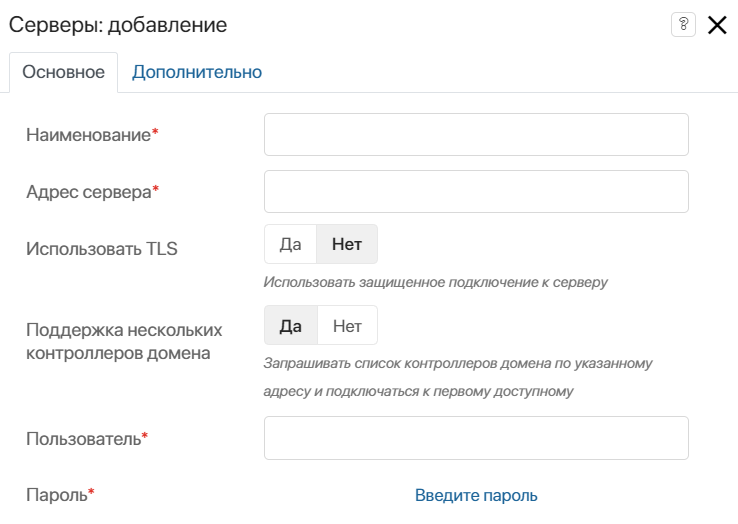 Серверы: добавление ?
Основное Дополнительно
Наименование*
Адрес сервера*
Использовать TLS Да Нет
Использовать защищенное подключение к серверу
Поддержка нескольких контроллеров домена Да Нет
Запрашивать список контроллеров домена по указанному
адресу и подключаться к первому доступному
Пользователь*
Пароль* Введите пароль